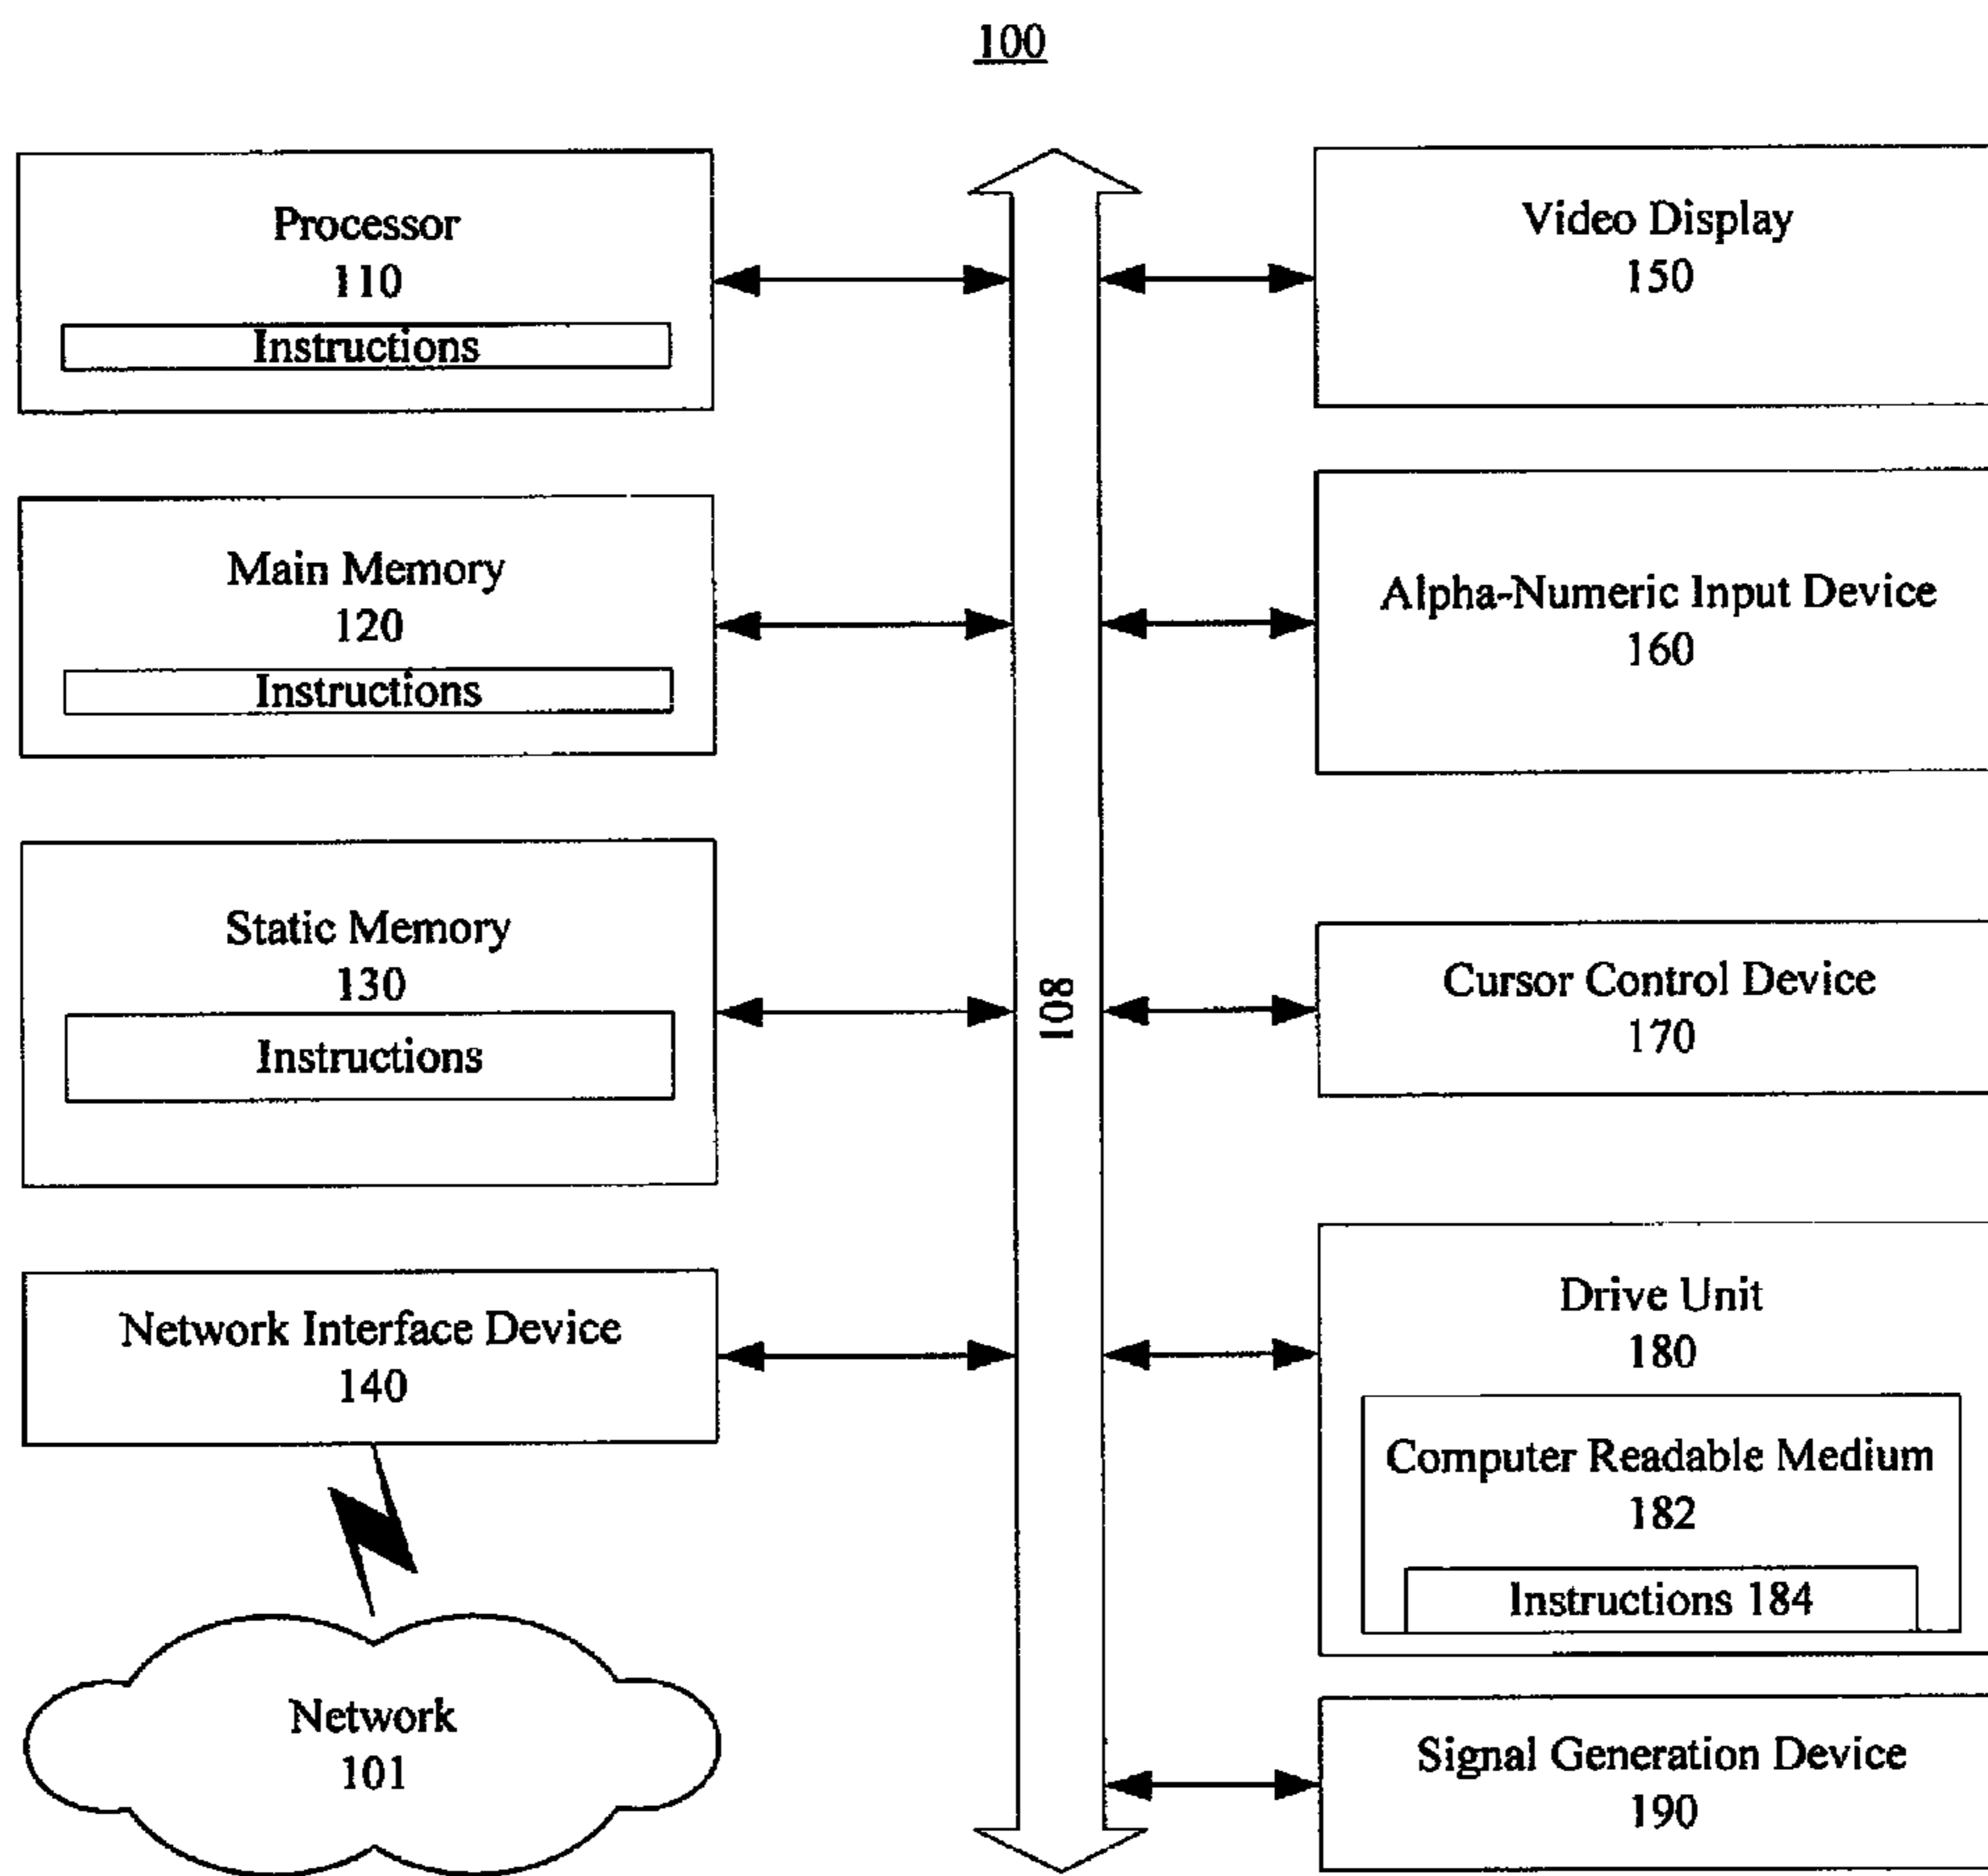 100
Processor
110
Instructions
Main Memory
120
Instructions
Static Memory
130
Instructions
Network Interface Device
140
Network
101
108
Video Display
150
Alpha-Numeric Input Device
160
Cursor Control Device
170
Drive Unit
180
Computer Readable Medium
182
Instructions 184
Signal Generation Device
190